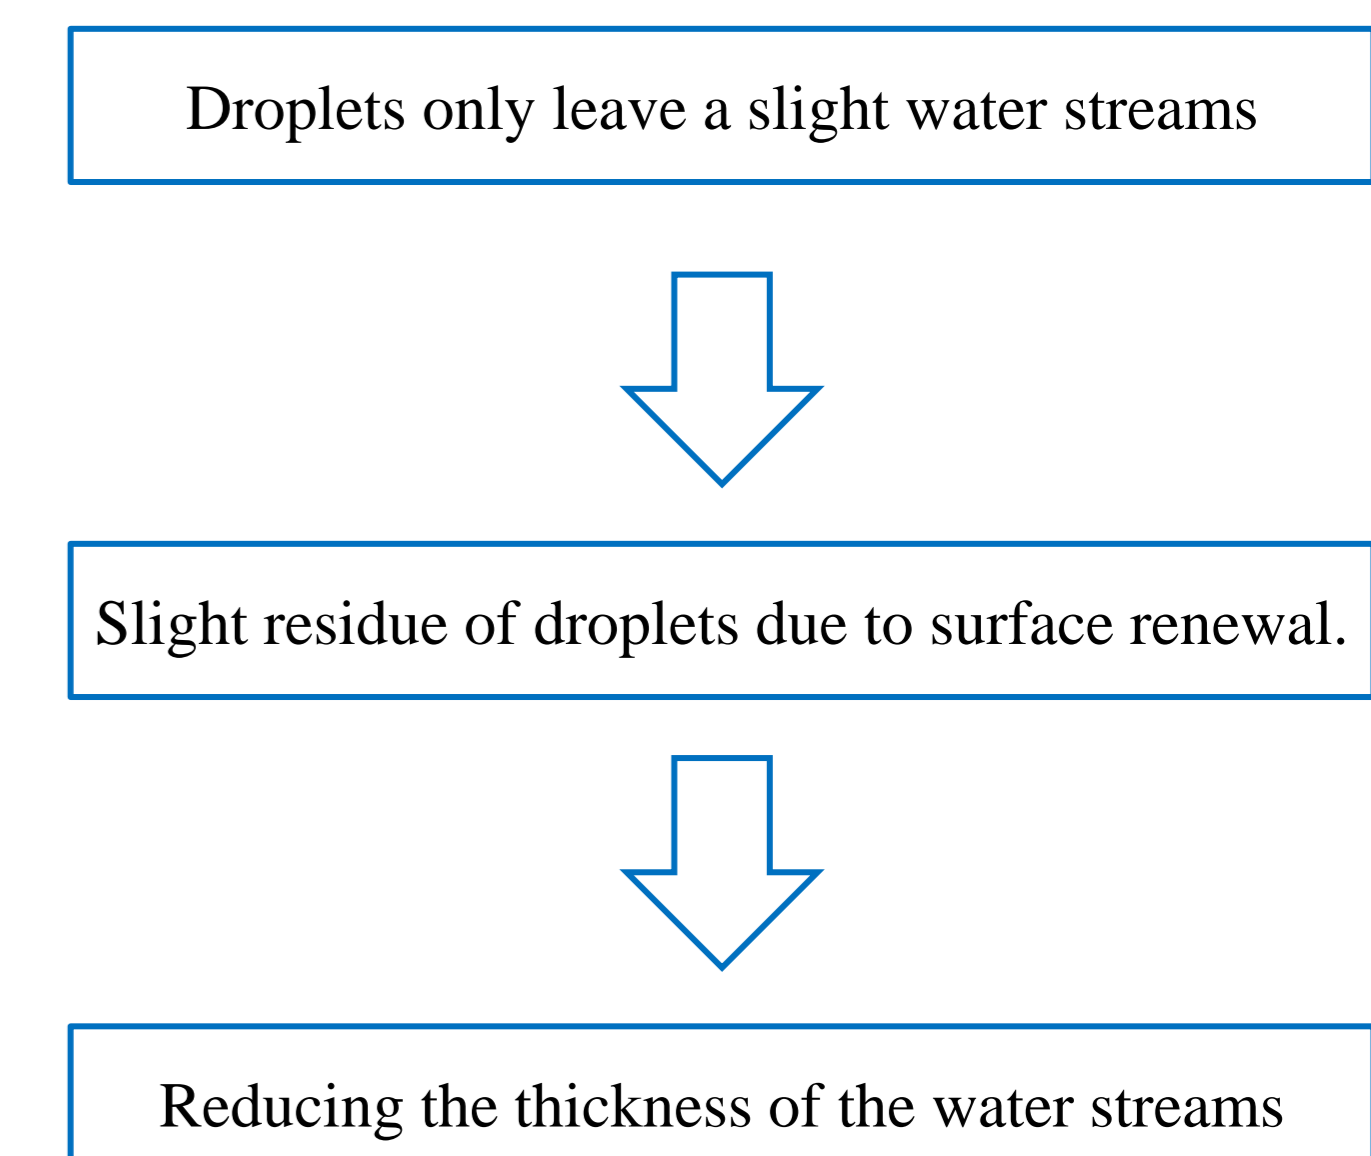 Droplets only leave a slight water streams
Slight residue of droplets due to surface renewal.
Reducing the thickness of the water streams